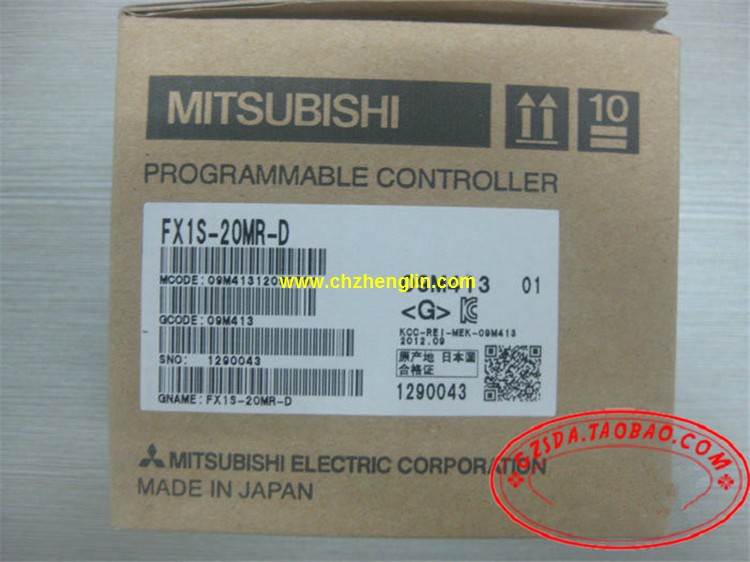 MITSUBISHI
10
PROGRAMMABLE CONTROLLER
FX1S-20MR-D
MCODE: 09M413120
www.chzhenglin.com
09M413 01
<G>
GCODE: 09M413
KCC-REI-MEK-09M413
2012.09
SNO: 1290043
原产地 日本国
合格证
1290043
GNAME: FX1S-20MR-D
MITSUBISHI ELECTRIC CORPORATION
MADE IN JAPAN
GZSDA.TAOBAO.COM